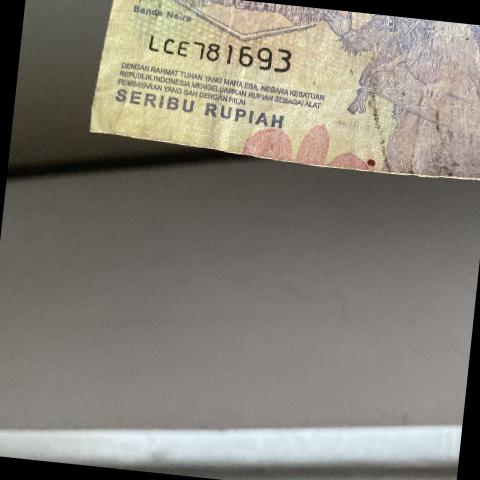 Banda Neira
LCE781693
DENGAN RAHMAT TUHAN YANG MAHA ESA, NEGARA KESATUAN
REPUBLIK INDONESIA MENGELUARKAN RUPIAH SEBAGAI ALAT
PEMBAYARAN YANG SAH DENGAN NILAI
SERIBU RUPIAH